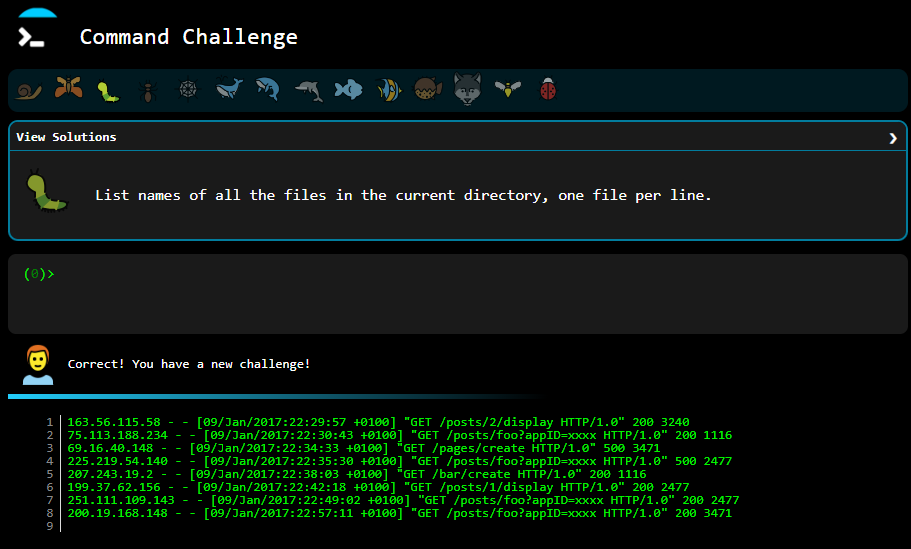 Command Challenge
View Solutions
List names of all the files in the current directory, one file per line.
(0)>
Correct! You have a new challenge!
1 163.56.115.58 - - [09/Jan/2017:22:29:57 +0100] "GET /posts/2/display HTTP/1.0" 200 3240
2 75.113.188.234 - - [09/Jan/2017:22:30:43 +0100] "GET /posts/foo?appID=xxxx HTTP/1.0" 200 1116
3 69.16.40.148 - - [09/Jan/2017:22:34:33 +0100] "GET /pages/create HTTP/1.0" 500 3471
4 225.219.54.140 - - [09/Jan/2017:22:35:30 +0100] "GET /posts/foo?appID=xxxx HTTP/1.0" 500 2477
5 207.243.19.2 - - [09/Jan/2017:22:38:03 +0100] "GET /bar/create HTTP/1.0" 200 1116
6 199.37.62.156 - - [09/Jan/2017:22:42:18 +0100] "GET /posts/1/display HTTP/1.0" 200 2477
7 251.111.109.143 - - [09/Jan/2017:22:49:02 +0100] "GET /posts/foo?appID=xxxx HTTP/1.0" 200 2477
8 200.19.168.148 - - [09/Jan/2017:22:57:11 +0100] "GET /posts/foo?appID=xxxx HTTP/1.0" 200 3471
9